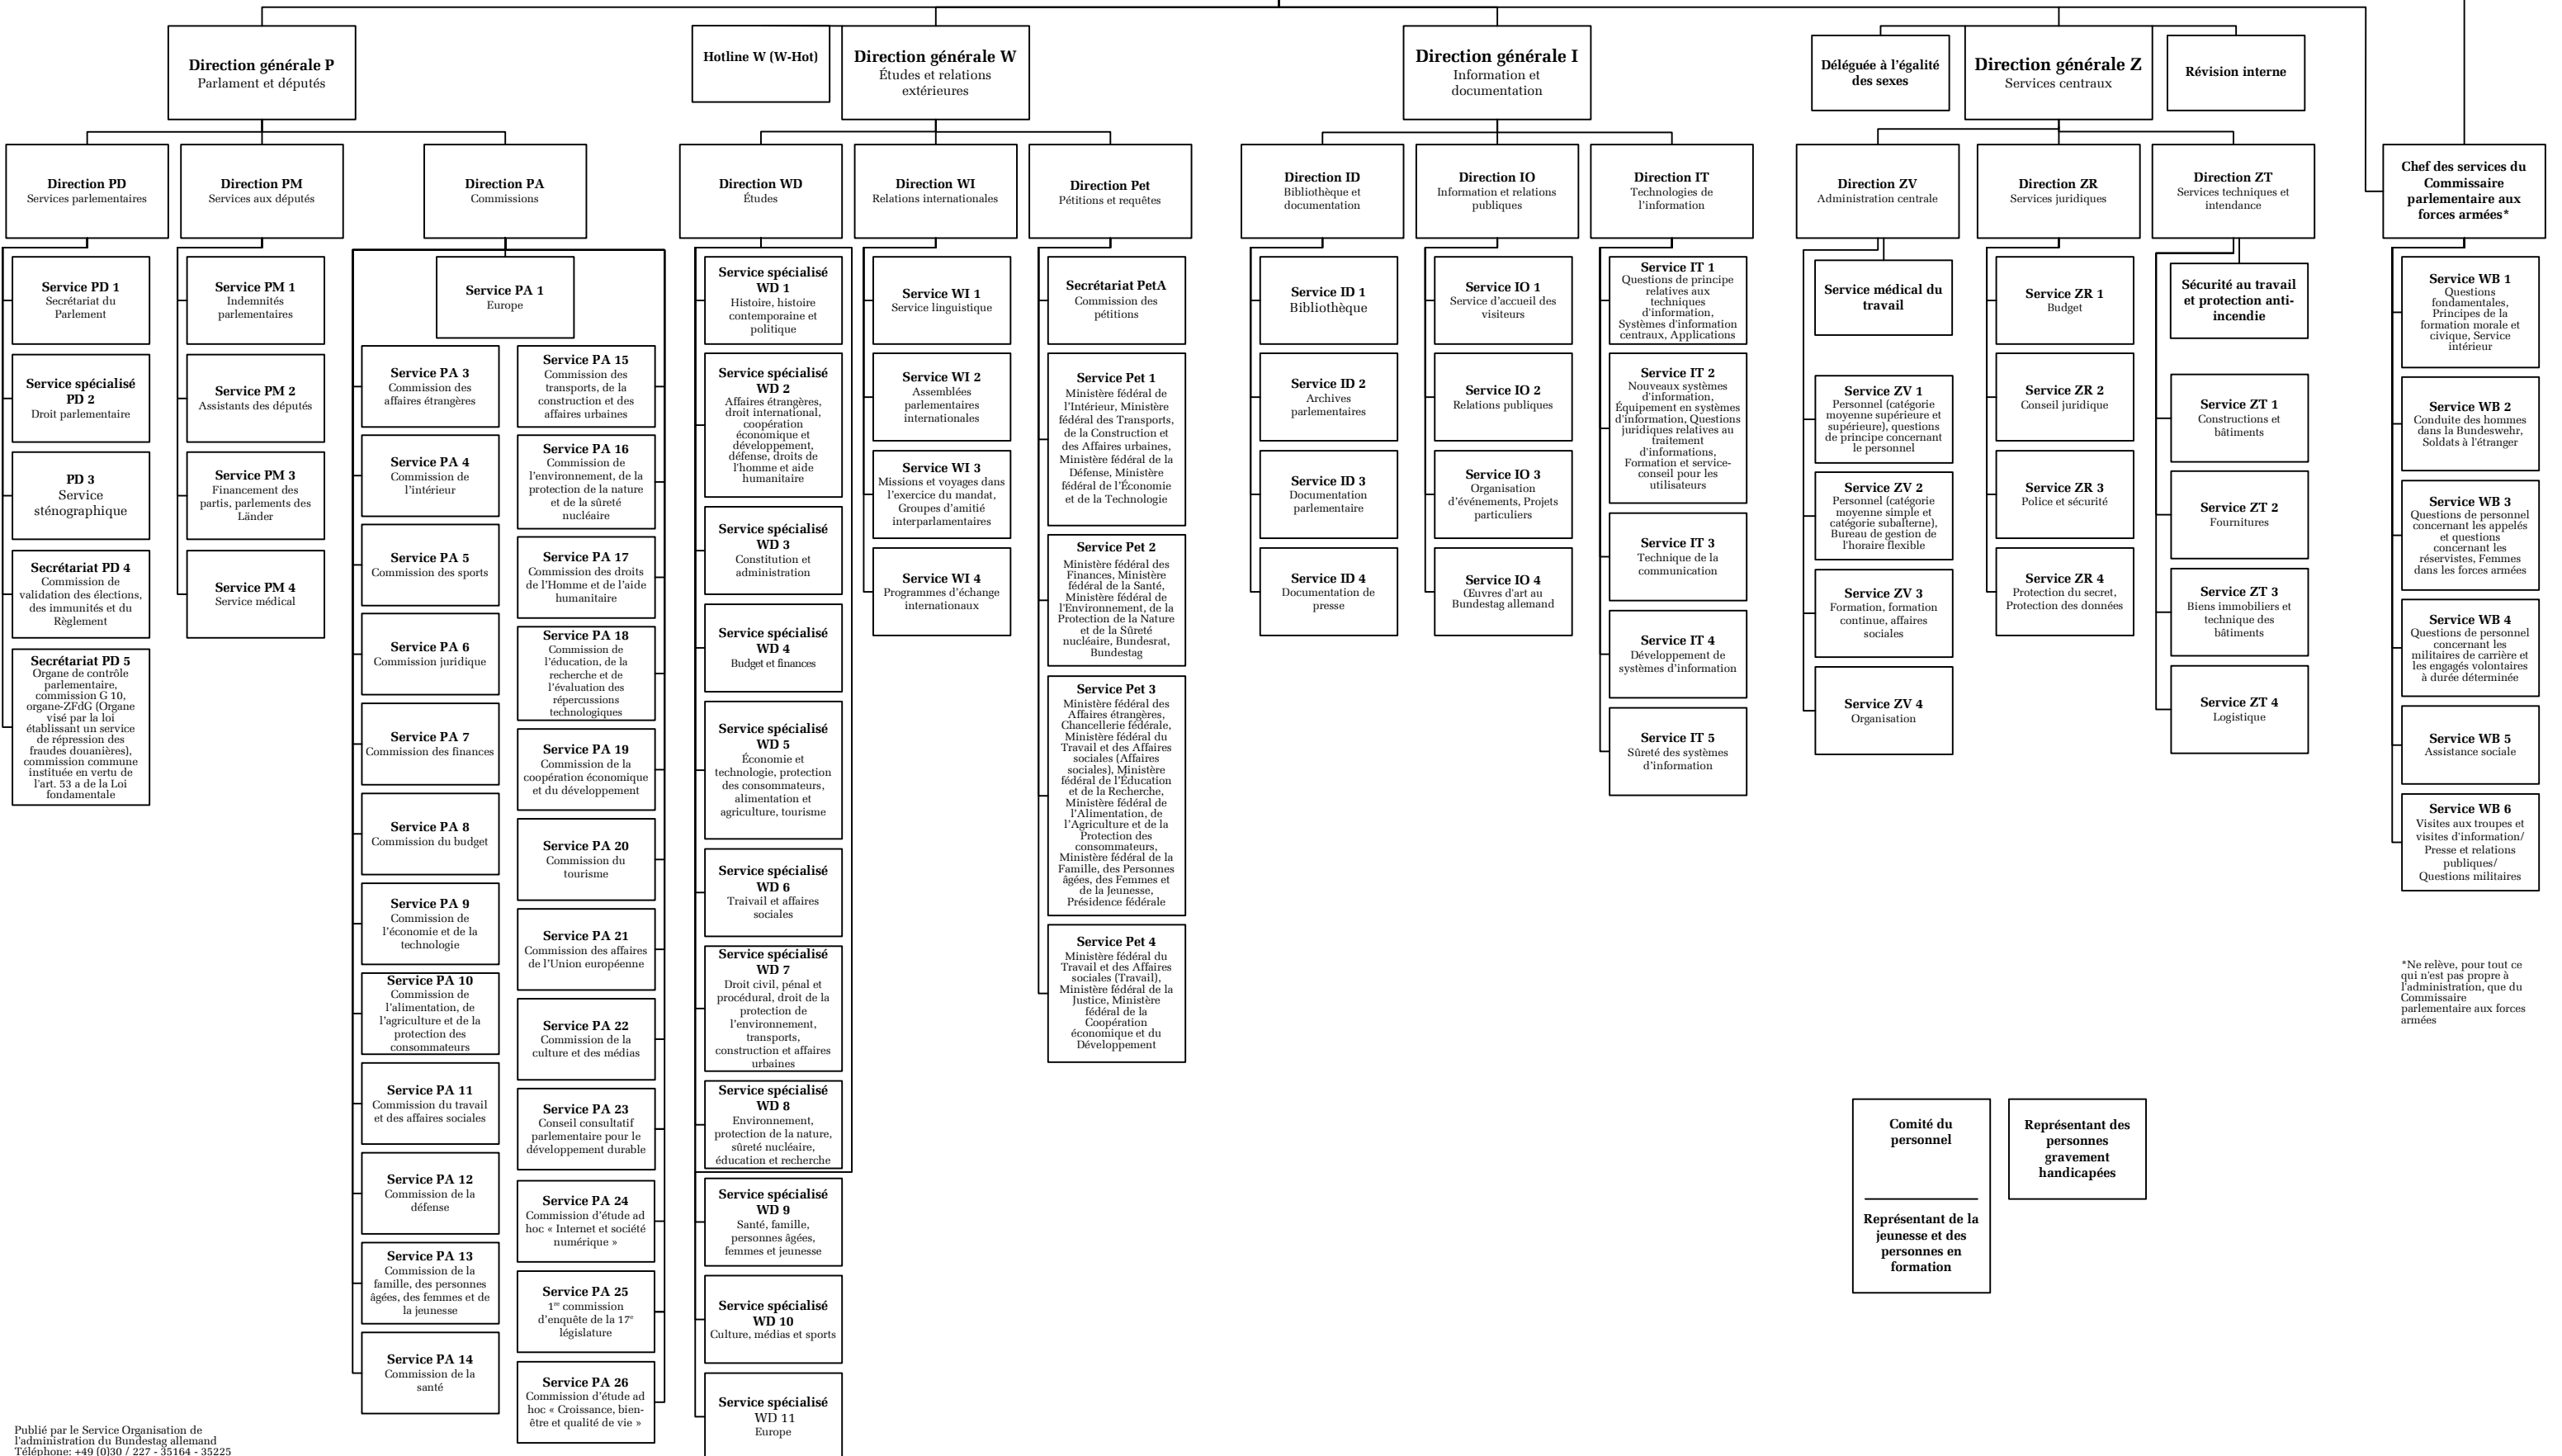 Direction générale P
Parlament et députés
Hotline W (W-Hot)
Direction générale W
Études et relations
extérieures
Direction générale I
Information et
documentation
Déléguée à l'égalité
des sexes
Direction générale Z
Services centraux
Révision interne
Direction PD
Services parlementaires
Direction PM
Services aux députés
Direction PA
Commissions
Direction WD
Études
Direction WI
Relations internationales
Direction Pet
Pétitions et requêtes
Direction ID
Bibliothèque et
documentation
Direction IO
Information et relations
publiques
Direction IT
Technologies de
l'information
Direction ZV
Administration centrale
Direction ZR
Services juridiques
Direction ZT
Services techniques et
intendance
Chef des services du
Commissaire
parlementaire aux
forces armées*
Service PD 1
Secrétariat du
Parlement
Service spécialisé
PD 2
Droit parlementaire
PD 3
Service
sténographique
Secrétariat PD 4
Commission de
validation des élections,
des immunités et du
Règlement
Secrétariat PD 5
Organe de contrôle
parlementaire,
commission G 10,
organe-ZFdG (Organe
visé par la loi
établissant un service
de répression des
fraudes douanières),
commission commune
instituée en vertu de
l'art. 53 a de la Loi
fondamentale
Service PM 1
Indemnités
parlementaires
Service PM 2
Assistants des députés
Service PM 3
Financement des
partis, parlements des
Länder
Service PM 4
Service médical
Service PA 1
Europe
Service PA 3
Commission des
affaires étrangères
Service PA 4
Commission de
l'intérieur
Service PA 5
Commission des sports
Service PA 6
Commission juridique
Service PA 7
Commission des finances
Service PA 8
Commission du budget
Service PA 9
Commission de
l'économie et de la
technologie
Service PA 10
Commission de
l'alimentation, de
l'agriculture et de la
protection des
consommateurs
Service PA 11
Commission du travail
et des affaires sociales
Service PA 12
Commission de la
défense
Service PA 13
Commission de la
famille, des personnes
âgées, des femmes et de
la jeunesse
Service PA 14
Commission de la
santé
Service PA 15
Commission des
transports, de la
construction et des
affaires urbaines
Service PA 16
Commission de
l'environnement, de la
protection de la nature
et de la sûreté
nucléaire
Service PA 17
Commission des droits
de l'Homme et de l'aide
humanitaire
Service PA 18
Commission de
l'éducation, de la
recherche et de
l'évaluation des
répercussions
technologiques
Service PA 19
Commission de la
coopération économique
et du développement
Service PA 20
Commission du
tourisme
Service PA 21
Commission des affaires
de l'Union européenne
Service PA 22
Commission de la
culture et des médias
Service PA 23
Conseil consultatif
parlementaire pour le
développement durable
Service PA 24
Commission d'étude ad
hoc « Internet et société
numérique »
Service PA 25
1re commission
d'enquête de la 17e
législature
Service PA 26
Commission d'étude ad
hoc « Croissance, bien-
être et qualité de vie »
Service spécialisé
WD 1
Histoire, histoire
contemporaine et
politique
Service spécialisé
WD 2
Affaires étrangères,
droit international,
coopération
économique et
développement,
défense, droits de
l'homme et aide
humanitaire
Service spécialisé
WD 3
Constitution et
administration
Service spécialisé
WD 4
Budget et finances
Service spécialisé
WD 5
Économie et
technologie, protection
des consommateurs,
alimentation et
agriculture, tourisme
Service spécialisé
WD 6
Traivail et affaires
sociales
Service spécialisé
WD 7
Droit civil, pénal et
procédural, droit de la
protection de
l'environnement,
transports,
construction et affaires
urbaines
Service spécialisé
WD 8
Environnement,
protection de la nature,
sûreté nucléaire,
éducation et recherche
Service spécialisé
WD 9
Santé, famille,
personnes âgées,
femmes et jeunesse
Service spécialisé
WD 10
Culture, médias et sports
Service spécialisé
WD 11
Europe
Service WI 1
Service linguistique
Service WI 2
Assemblées
parlementaires
internationales
Service WI 3
Missions et voyages dans
l'exercice du mandat,
Groupes d'amitié
interparlamentaires
Service WI 4
Programmes d'échange
internationaux
Secrétariat PetA
Commission des
pétitions
Service Pet 1
Ministère fédéral de
l'Intérieur, Ministère
fédéral des Transports,
de la Construction et
des Affaires urbaines,
Ministère fédéral de la
Défense, Ministère
fédéral de l'Économie
et de la Technologie
Service Pet 2
Ministère fédéral des
Finances, Ministère
fédéral de la Santé,
Ministère fédéral de
l'Environnement, de la
Protection de la Nature
et de la Sûreté
nucléaire, Bundesrat,
Bundestag
Service Pet 3
Ministère fédéral des
Affaires étrangères,
Chancellerie fédérale,
Ministère fédéral du
Travail et des Affaires
sociales (Affaires
sociales), Ministère
fédéral de l'Éducation
et de la Recherche,
Ministère fédéral de
l'Alimentation, de
l'Agriculture et de la
Protection des
consommateurs,
Ministère fédéral de la
Famille, des Personnes
âgées, des Femmes et
de la Jeunesse,
Présidence fédérale
Service Pet 4
Ministère fédéral du
Travail et des Affaires
sociales (Travail),
Ministère fédéral de la
Justice, Ministère
fédéral de la
Coopération
économique et du
Développement
Service ID 1
Bibliothèque
Service ID 2
Archives
parlementaires
Service ID 3
Documentation
parlementaire
Service ID 4
Documentation de
presse
Service IO 1
Service d'accueil des
visiteurs
Service IO 2
Relations publiques
Service IO 3
Organisation
d'événements, Projets
particuliers
Service IO 4
Œuvres d'art au
Bundestag allemand
Service IT 1
Questions de principe
relatives aux
techniques
d'information,
Systèmes d'information
centraux, Applications
Service IT 2
Nouveaux systèmes
d'information,
Équipement en systèmes
d'information, Questions
juridiques relatives au
traitement
d'informations,
Formation et service-
conseil pour les
utilisateurs
Service IT 3
Technique de la
communication
Service IT 4
Développement de
systèmes d'information
Service IT 5
Sûreté des systèmes
d'information
Service médical du
travail
Service ZV 1
Personnel (catégorie
moyenne supérieure et
supérieure), questions
de principe concernant
le personnel
Service ZV 2
Personnel (catégorie
moyenne simple et
catégorie subalterne),
Bureau de gestion de
l'horaire flexible
Service ZV 3
Formation, formation
continue, affaires
sociales
Service ZV 4
Organisation
Service ZR 1
Budget
Service ZR 2
Conseil juridique
Service ZR 3
Police et sécurité
Service ZR 4
Protection du secret,
Protection des données
Sécurité au travail
et protection anti-
incendie
Service ZT 1
Constructions et
bâtiments
Service ZT 2
Fournitures
Service ZT 3
Biens immobiliers et
technique des
bâtiments
Service ZT 4
Logistique
Service WB 1
Questions
fondamentales,
Principes de la
formation morale et
civique, Service
intérieur
Service WB 2
Conduite des hommes
dans la Bundeswehr,
Soldats à l'étranger
Service WB 3
Questions de personnel
concernant les appelés
et questions
concernant les
réservistes, Femmes
dans les forces armées
Service WB 4
Questions de personnel
concernant les
militaires de carrière et
les engagés volontaires
à durée déterminée
Service WB 5
Assistance sociale
Service WB 6
Visites aux troupes et
visites d'information/
Presse et relations
publiques/
Questions militaires
*Ne relève, pour tout ce
qui n'est pas propre à
l'administration, que du
Commissaire
parlementaire aux forces
armées
Comité du
personnel
Représentant de la
jeunesse et des
personnes en
formation
Représentant des
personnes
gravement
handicapées
Publié par le Service Organisation de
l'administration du Bundestag allemand
Téléphone: +49 (0)30 / 227 - 35164 - 35225